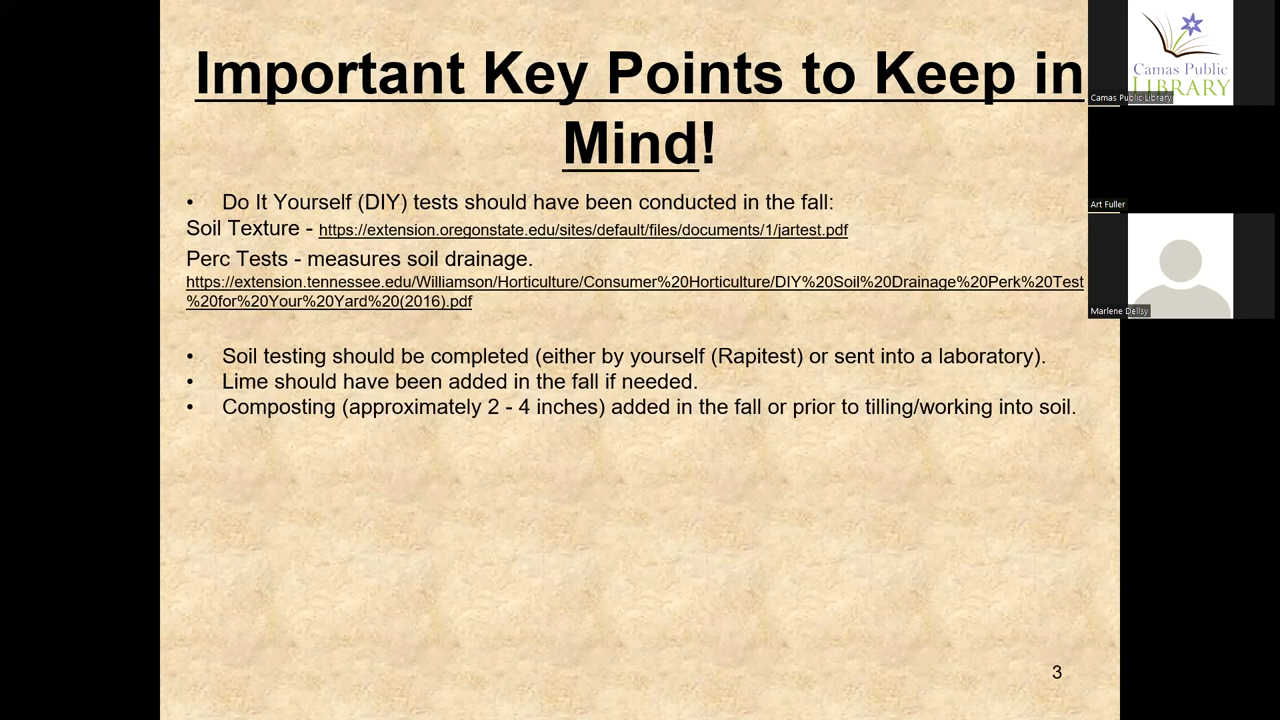 Important Key Points to Keep in
Mind!
• Do It Yourself (DIY) tests should have been conducted in the fall:
Soil Texture - https://extension.oregonstate.edu/sites/default/files/documents/1/jartest.pdf
Perc Tests - measures soil drainage.
https://extension.tennessee.edu/Williamson/Horticulture/Consumer%20Horticulture/DIY%20Soil%20Drainage%20Perk%20Test
%20for%20Your%20Yard%20(2016).pdf
• Soil testing should be completed (either by yourself (Rapitest) or sent into a laboratory).
• Lime should have been added in the fall if needed.
• Composting (approximately 2 - 4 inches) added in the fall or prior to tilling/working into soil.
3
Camas Public
LIBRARY
Camas Public Library
Art Fuller
Marlene Dellsy